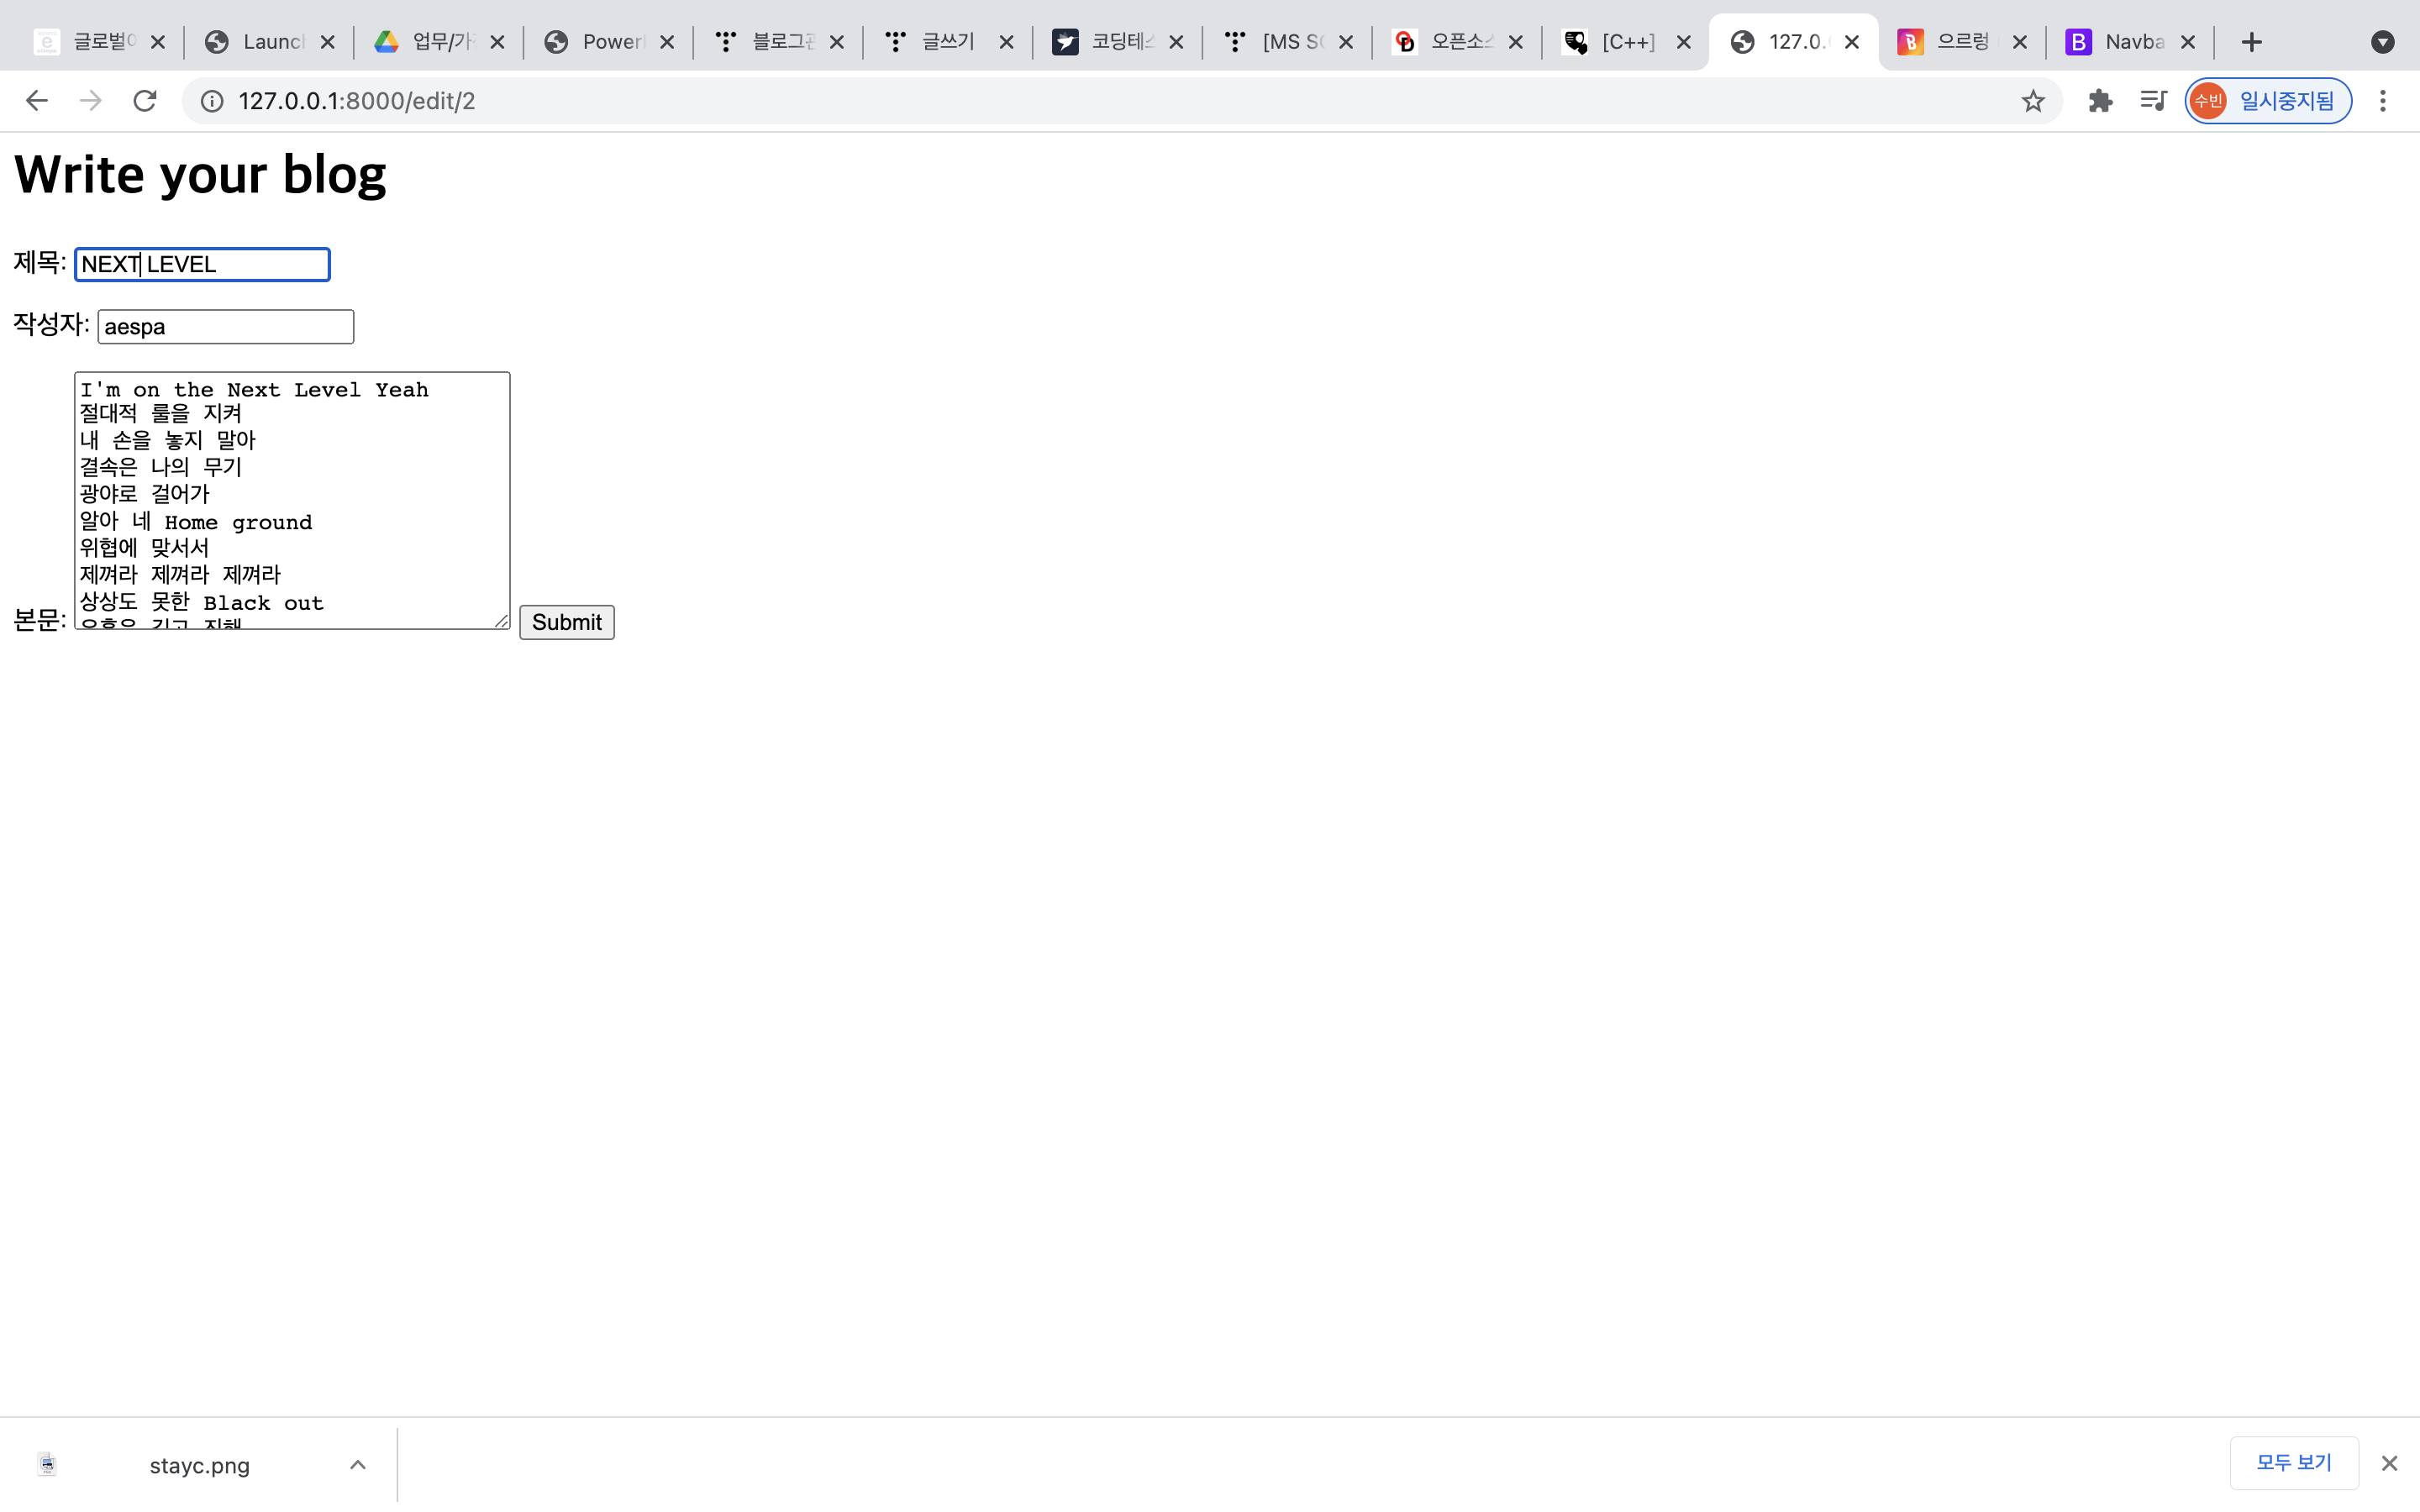 글로벌 Launc 업무/가 Power 블로그관 글쓰기 코딩테스 [MS S 오픈소스 [C++] 127.0. 으르렁 Navba
127.0.0.1:8000/edit/2 수빈 일시중지됨
Write your blog
제목: NEXT LEVEL
작성자: aespa
I'm on the Next Level Yeah
절대적 룰을 지켜
내 손을 놓지 말아
결속은 나의 무기
광야로 걸어가
알아 네 Home ground
위협에 맞서서
제껴라 제껴라 제껴라
상상도 못한 Black out
본문: Submit
stayc.png 모두 보기